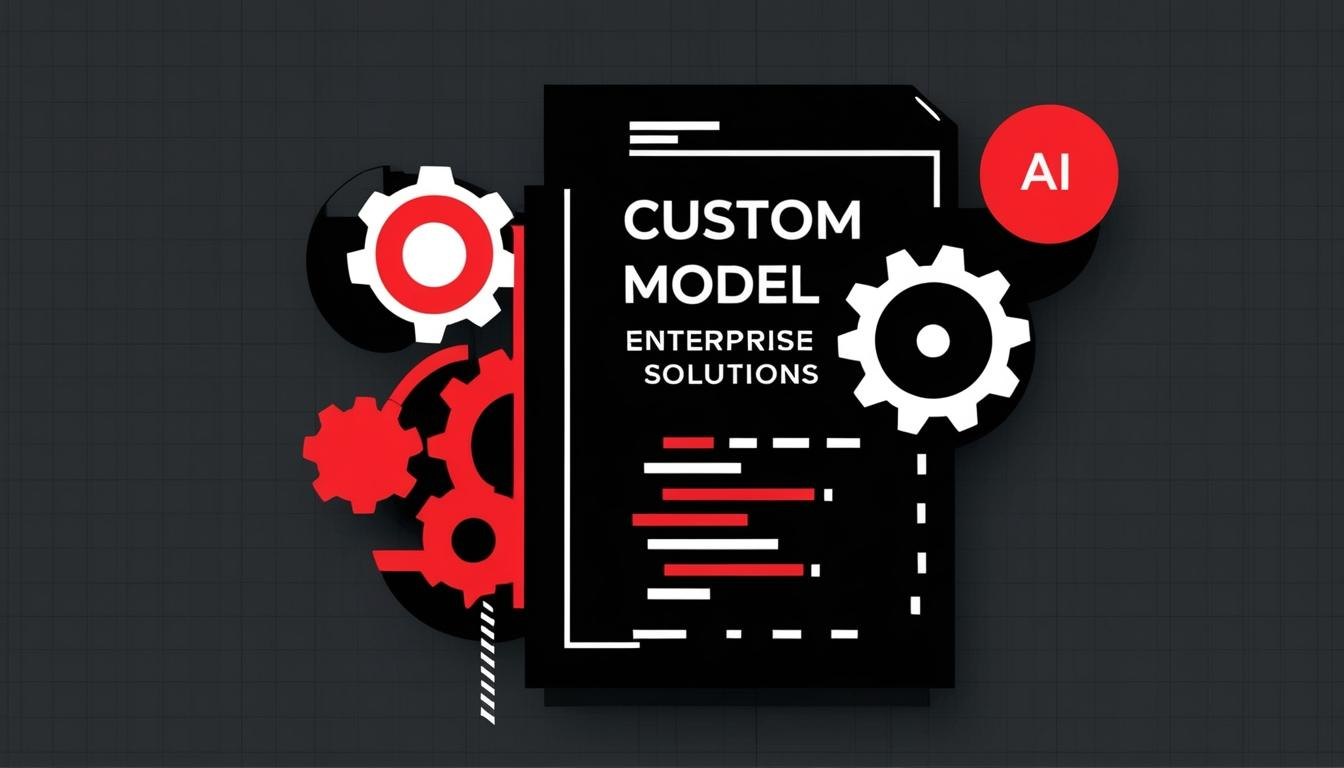 CUSTOM
MODEL
ENTERPRISE
SOLUTIONS
AI